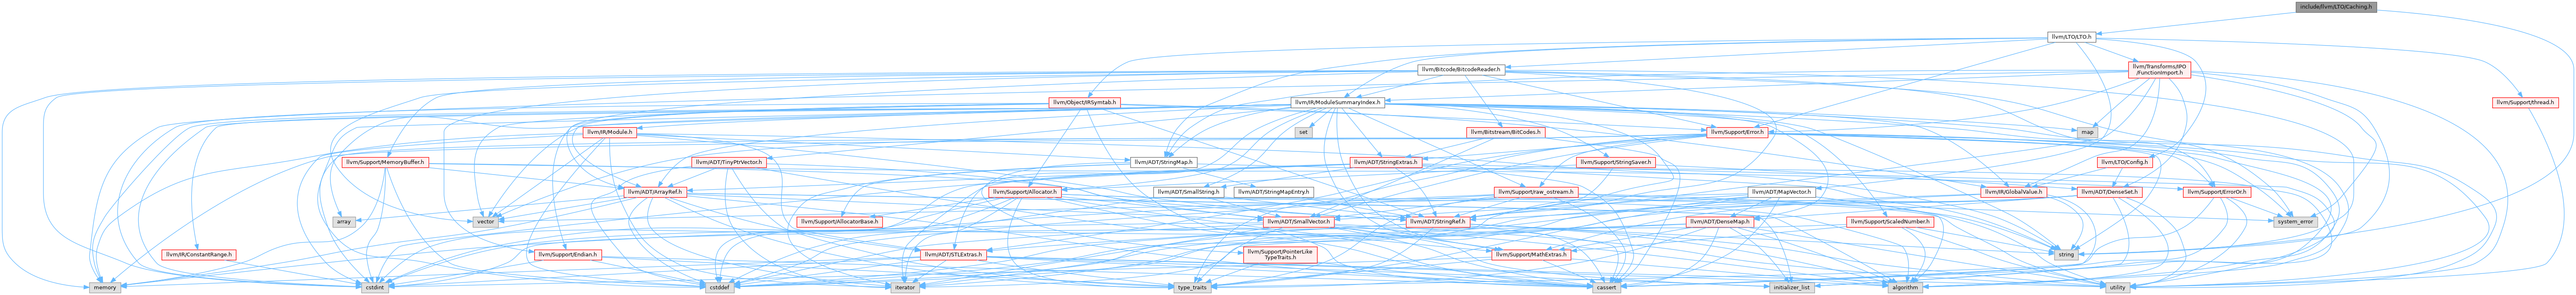 include/llvm/LTO/Caching.h
llvm/LTO/LTO.h
llvm/Bitcode/BitcodeReader.h
llvm/Transforms/IPO
/FunctionImport.h
llvm/Object/IRSymtab.h
llvm/IR/ModuleSummaryIndex.h
llvm/Support/thread.h
llvm/IR/Module.h
set
llvm/Bitstream/BitCodes.h
llvm/Support/Error.h
map
llvm/Support/MemoryBuffer.h
llvm/ADT/TinyPtrVector.h
llvm/ADT/StringMap.h
llvm/ADT/StringExtras.h
llvm/Support/StringSaver.h
llvm/LTO/Config.h
llvm/ADT/ArrayRef.h
llvm/Support/Allocator.h
llvm/ADT/SmallString.h
llvm/ADT/StringMapEntry.h
llvm/Support/raw_ostream.h
llvm/ADT/MapVector.h
llvm/IR/GlobalValue.h
llvm/ADT/DenseSet.h
llvm/Support/ErrorOr.h
array
vector
llvm/Support/AllocatorBase.h
llvm/ADT/SmallVector.h
llvm/ADT/StringRef.h
llvm/ADT/DenseMap.h
llvm/Support/ScaledNumber.h
system_error
llvm/IR/ConstantRange.h
llvm/Support/Endian.h
llvm/ADT/STLExtras.h
llvm/Support/PointerLike
TypeTraits.h
llvm/Support/MathExtras.h
string
memory
cstdint
cstddef
iterator
type_traits
cassert
initializer_list
algorithm
utility